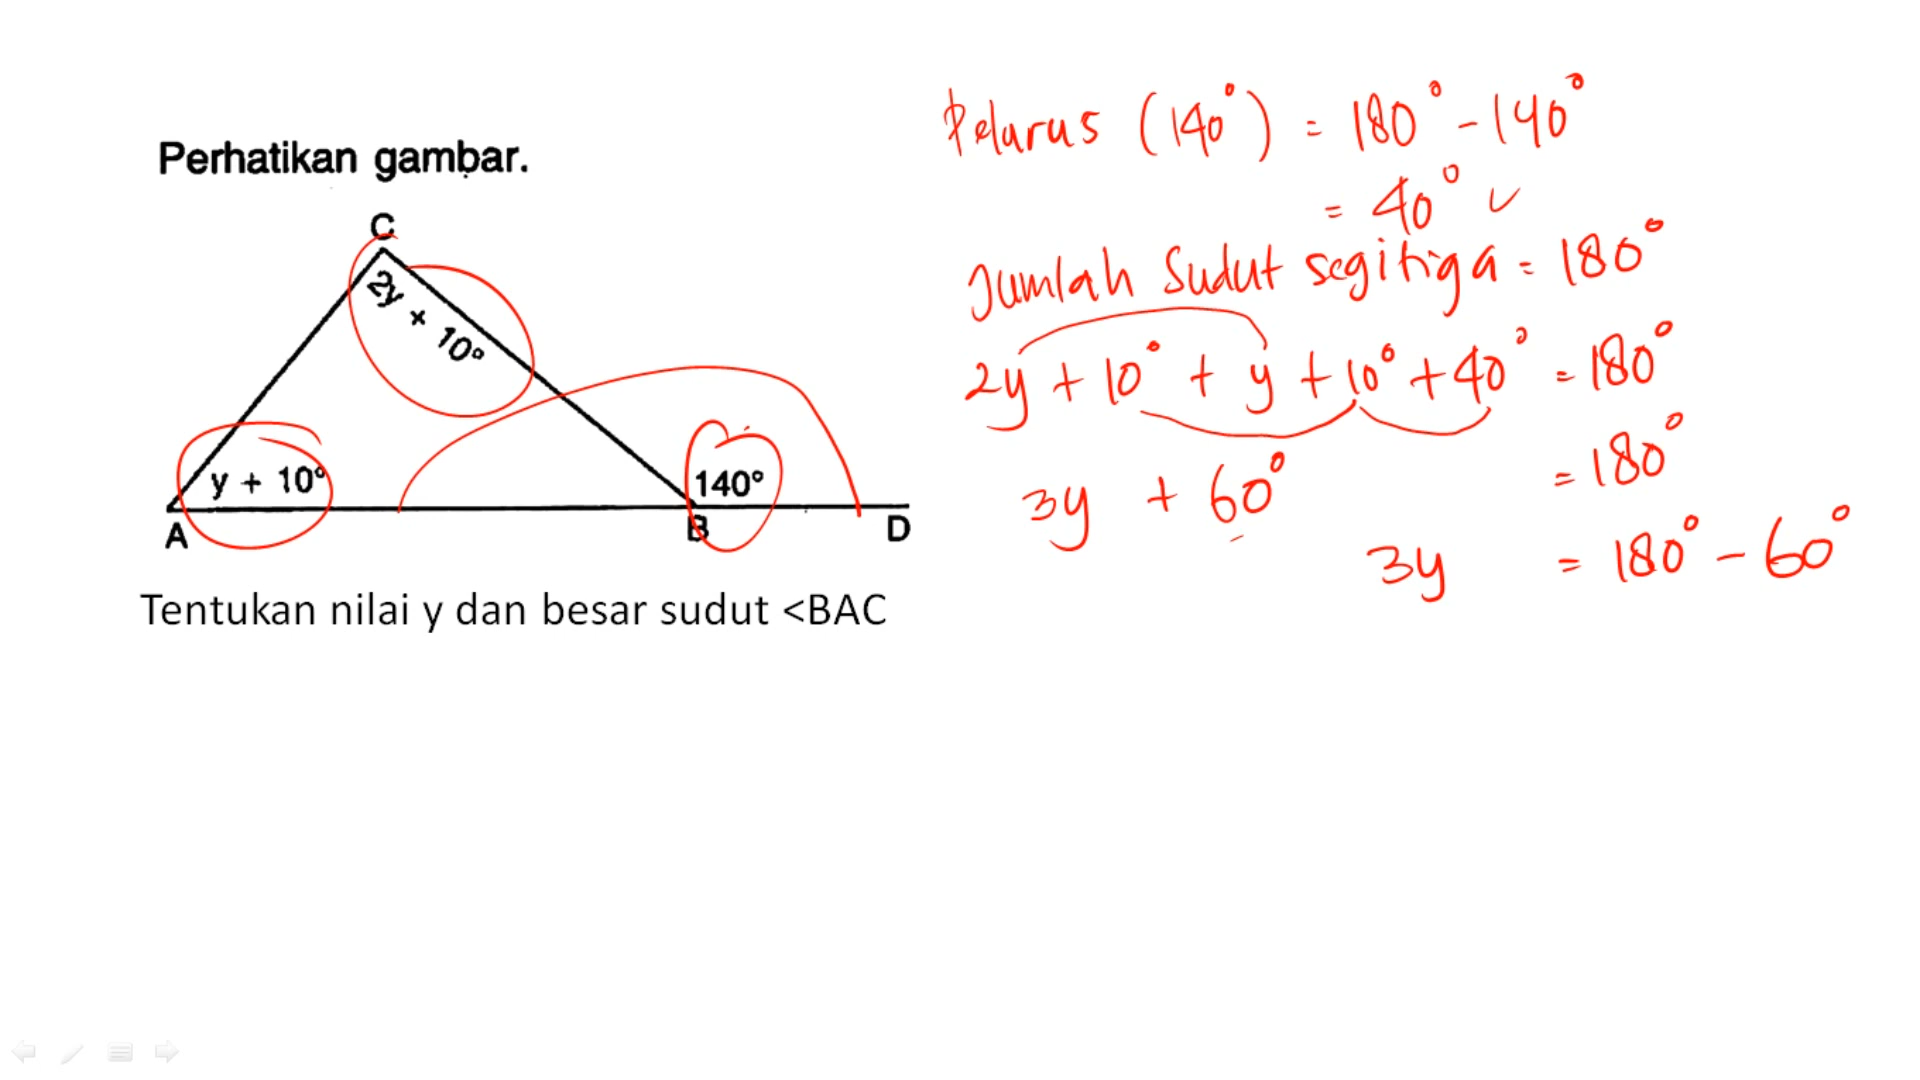 Perhatikan gambar.
C
2y + 10°
y + 10°
140°
A
B
D
Tentukan nilai y dan besar sudut <BAC
Pelurus (140°) = 180° - 140°
= 40°
Jumlah Sudut segitiga = 180°
2y + 10° + y + 10° + 40° = 180°
3y + 60° = 180°
3y = 180° - 60°